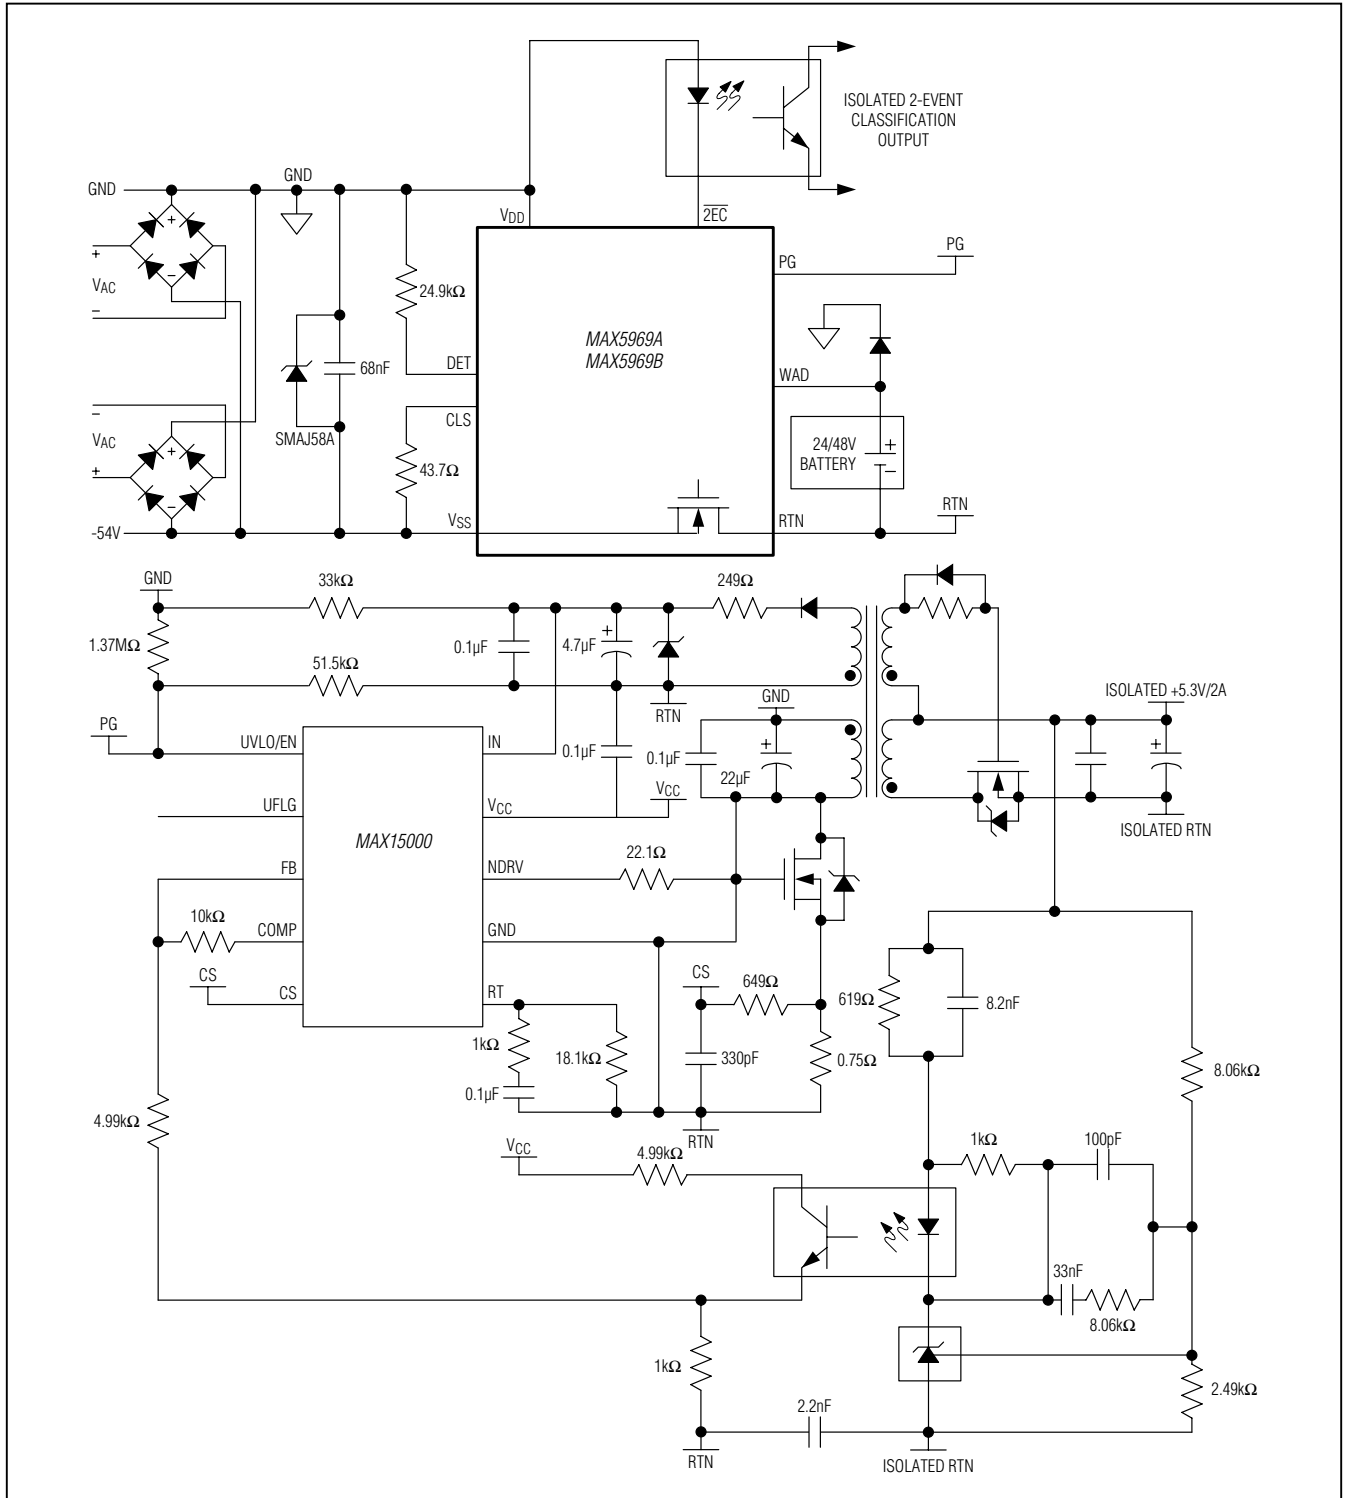 ISOLATED 2-EVENT
CLASSIFICATION
OUTPUT
GND
GND
VDD
2EC
+
VAC
−
+
−
24.9kΩ
68nF
SMAJ58A
DET
CLS
43.7Ω
VSS
MAX5969A
MAX5969B
PG
PG
WAD
24/48V
BATTERY
+
−
RTN
RTN
−
VAC
+
+
−
-54V
GND
33kΩ
249Ω
1.37MΩ
0.1µF
4.7µF
+
51.5kΩ
RTN
GND
ISOLATED +5.3V/2A
PG
UVLO/EN
IN
0.1µF
0.1µF
22µF
+
+
VCC
UFLG
VCC
ISOLATED RTN
MAX15000
FB
NDRV
22.1Ω
10kΩ
COMP
GND
CS
CS
RT
CS
649Ω
619Ω
8.2nF
1kΩ
18.1kΩ
330pF
0.75Ω
0.1µF
8.06kΩ
4.99kΩ
RTN
VCC
4.99kΩ
1kΩ
100pF
33nF
8.06kΩ
1kΩ
2.49kΩ
2.2nF
RTN
ISOLATED RTN